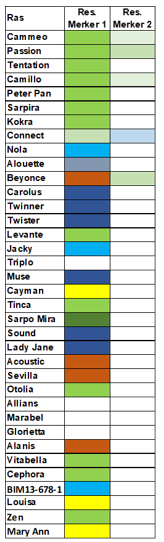 Ras Res. Merker 1 Res. Merker 2
Cammeo
Passion
Tentation
Camillo
Peter Pan
Sarpira
Kokra
Connect
Nola
Alouette
Beyonce
Carolus
Twinner
Twister
Levante
Jacky
Triplo
Muse
Cayman
Tinca
Sarpo Mira
Sound
Lady Jane
Acoustic
Sevilla
Otolia
Allians
Marabel
Glorietta
Alanis
Vitabella
Cephora
BIM13-678-1
Louisa
Zen
Mary Ann